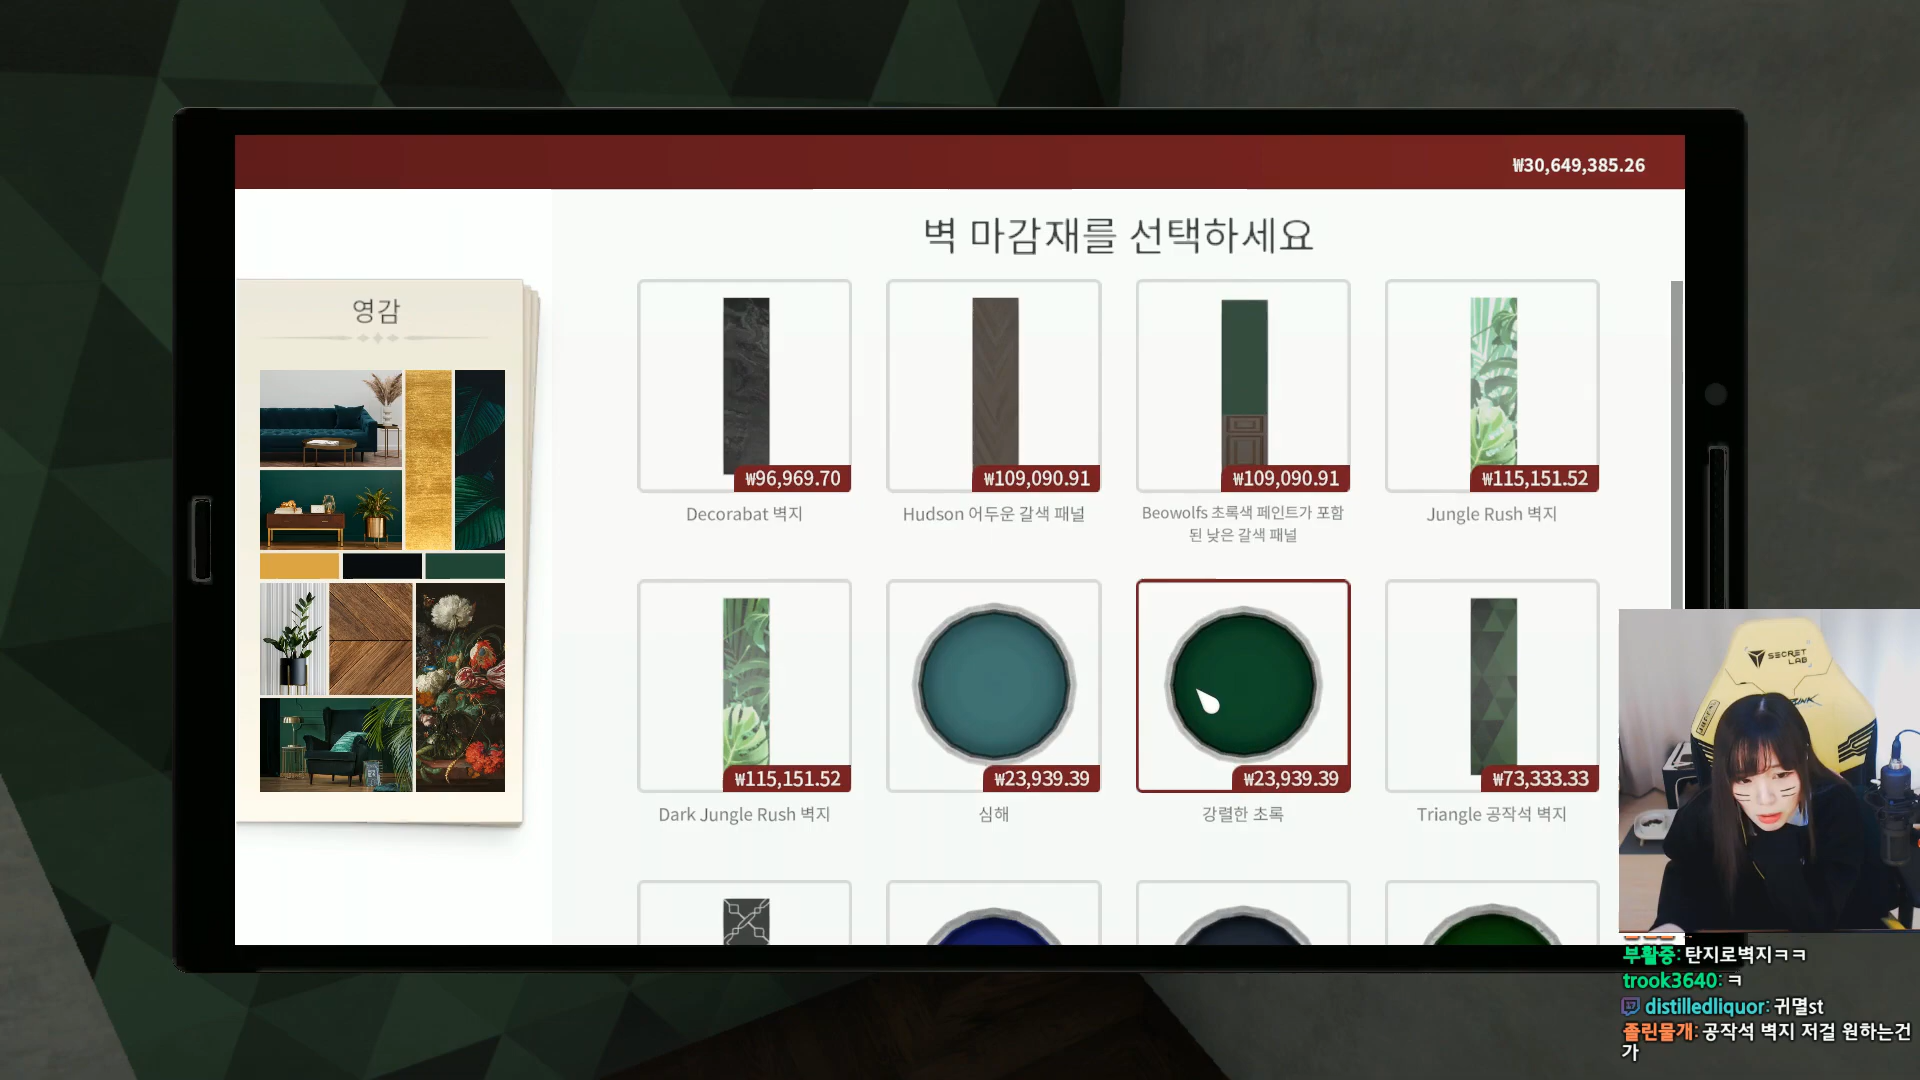 ₩30,649,385.26
벽 마감재를 선택하세요
영감
₩96,969.70
₩109,090.91
₩109,090.91
₩115,151.52
Decorabat 벽지
Hudson 어두운 갈색 패널
Beowolfs 초록색 페인트가 포함
된 낮은 갈색 패널
Jungle Rush 벽지
₩115,151.52
₩23,939.39
₩23,939.39
₩73,333.33
Dark Jungle Rush 벽지
심해
강렬한 초록
Triangle 공작석 벽지
SECRET
LAB
부활중: 탄지로벽지ㅋㅋ
trook3640: ㅋ
distilledliquor: 귀멸st
졸린물개: 공작석 벽지 저걸 원하는건
가